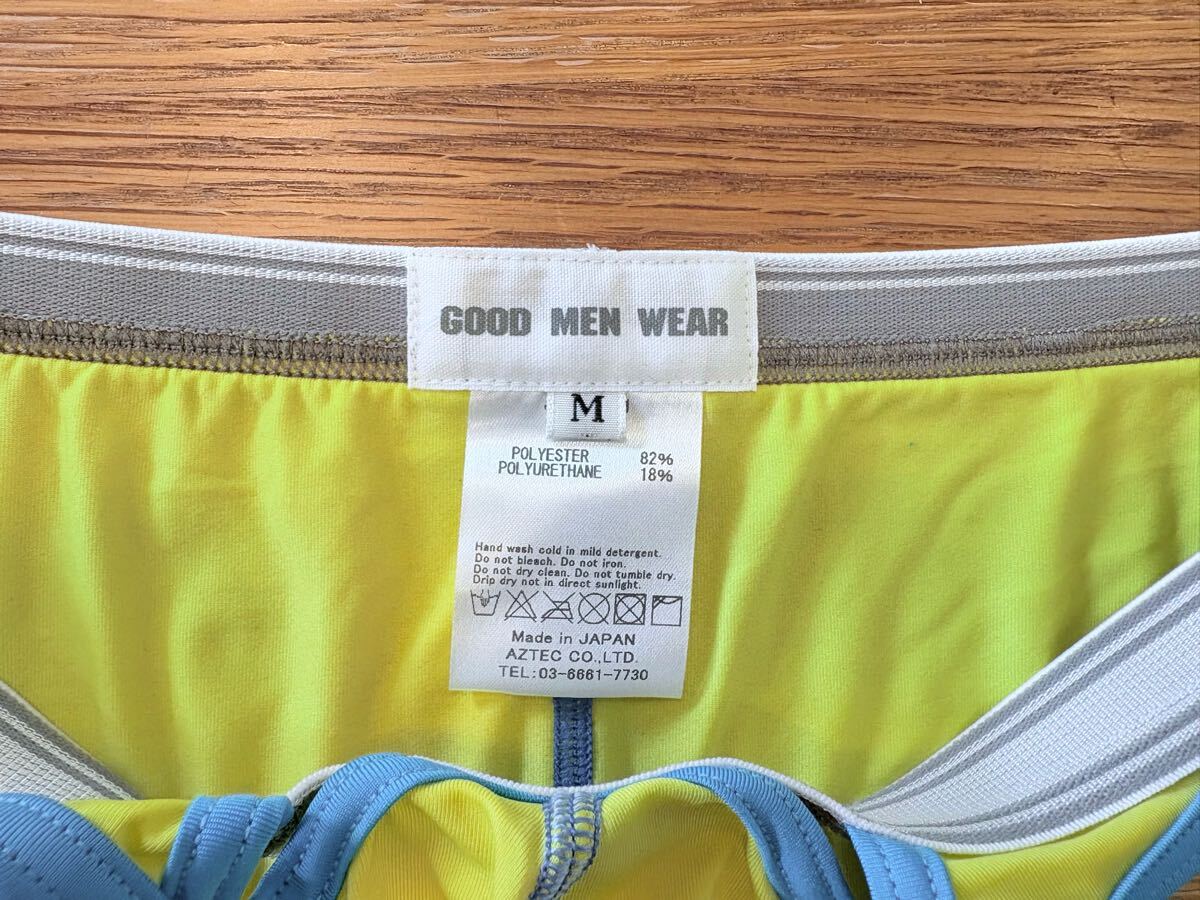 GOOD MEN WEAR
M
POLYESTER 82%
POLYURETHANE 18%
Hand wash cold in mild detergent.
Do not bleach. Do not iron.
Do not dry clean. Do not tumble dry.
Drip dry not in direct sunlight.
Made in JAPAN
AZTEC CO.,LTD.
TEL:03-6661-7730